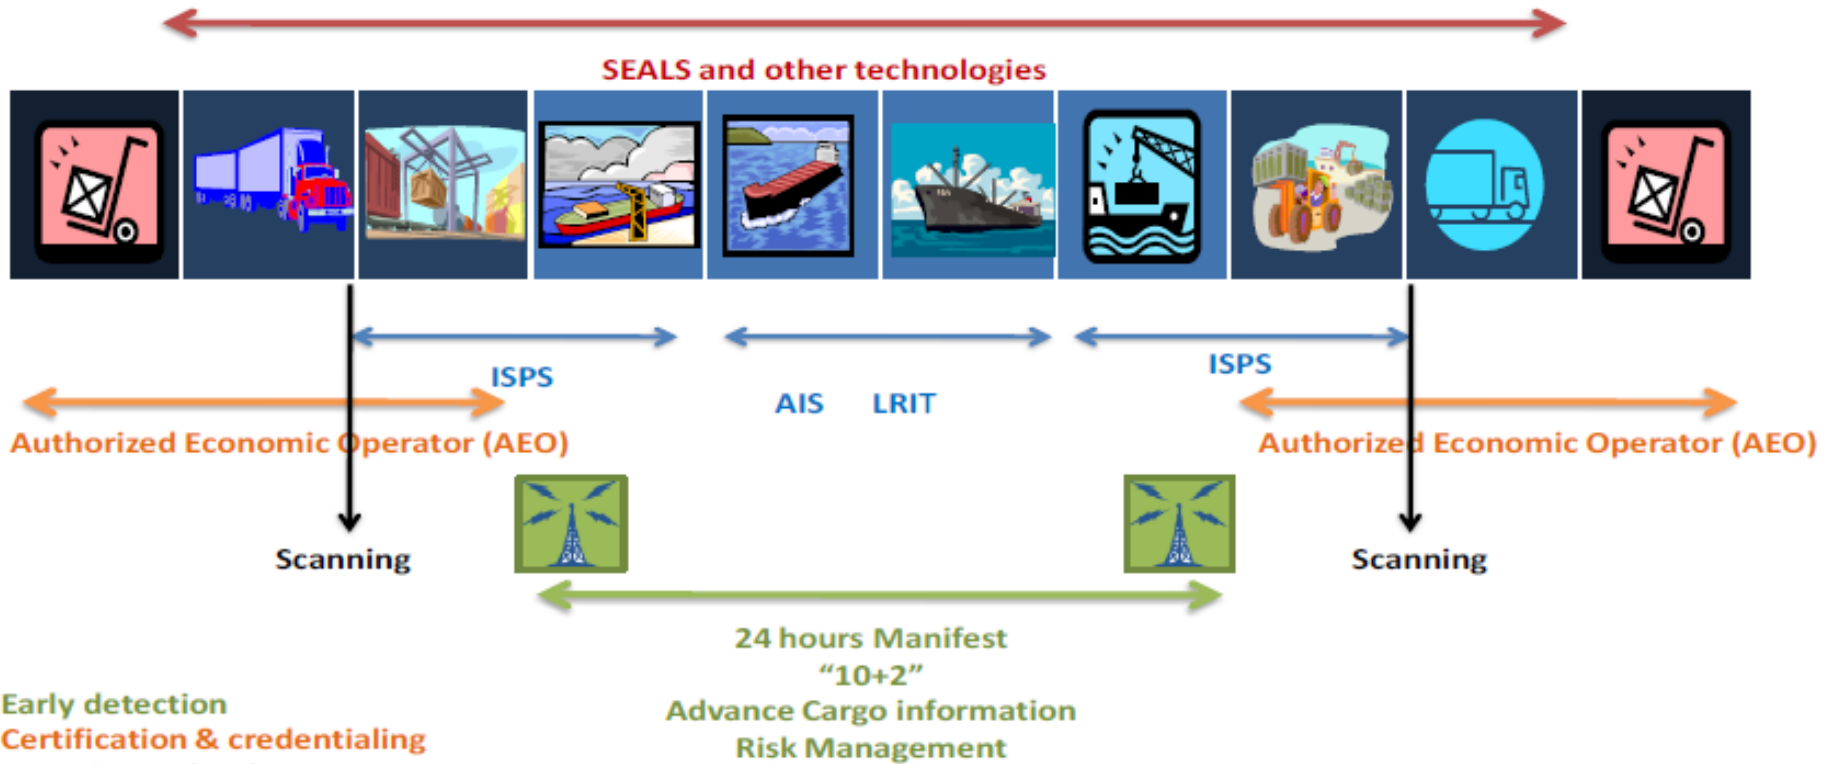 SEALS and other technologies
ISPS
ISPS
AIS LRIT
Authorized Economic Operator (AEO)
Authorized Economic Operator (AEO)
Scanning
Scanning
24 hours Manifest
“10+2”
Advance Cargo information
Risk Management
Early detection
Certification & credentialing